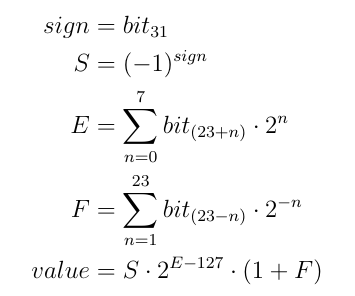 sign = bit₃₁
S = (−1)^{sign}
E = \sum_{n=0}^{7} bit_{(23+n)} · 2^{n}
F = \sum_{n=1}^{23} bit_{(23−n)} · 2^{−n}
value = S · 2^{E−127} · (1 + F)